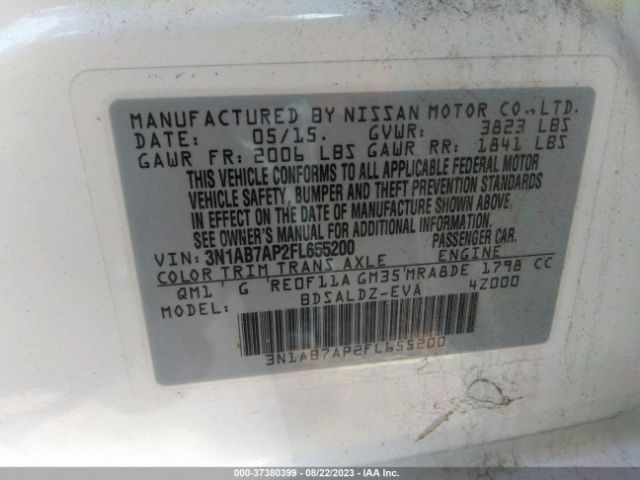 MANUFACTURED BY NISSAN MOTOR CO.,LTD.
DATE: 05/15. GVWR: 3823 LBS
GAWR FR: 2006 LBS GAWR RR: 1841 LBS
THIS VEHICLE CONFORMS TO ALL APPLICABLE FEDERAL MOTOR
VEHICLE SAFETY, BUMPER AND THEFT PREVENTION STANDARDS
IN EFFECT ON THE DATE OF MANUFACTURE SHOWN ABOVE.
SEE OWNER'S MANUAL FOR ADDITIONAL INFORMATION.
VIN: 3N1AB7AP2FL655200 PASSENGER CAR.
COLOR TRIM TRANS AXLE ENGINE
QM1 G RE0F11A GM35 MRA8DE 1798 CC
MODEL: BDSALDZ-EVA 4Z000
3N1AB7AP2FL655200
000-37380399 | 08/22/2023 | IAA Inc.